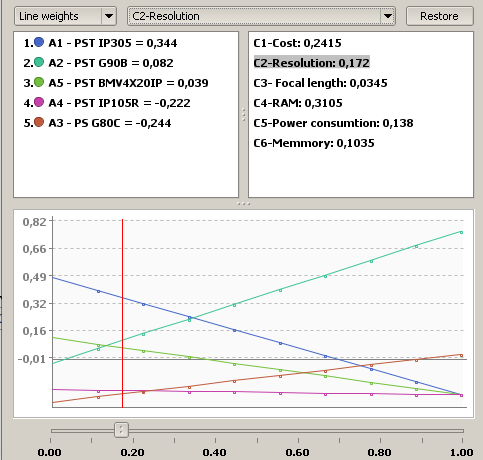 Line weights
C2-Resolution
Restore
1. A1 - PST IP305 = 0,344
2. A2 - PST G90B = 0,082
3. A5 - PST BMV4X20IP = 0,039
4. A4 - PST IP105R = -0,222
5. A3 - PS G80C = -0,244
C1-Cost: 0,2415
C2-Resolution: 0,172
C3- Focal length: 0,0345
C4-RAM: 0,3105
C5-Power consumtion: 0,138
C6-Memmory: 0,1035
0,82
0,66
0,49
0,32
0,16
-0,01
0.00 0.20 0.40 0.60 0.80 1.00